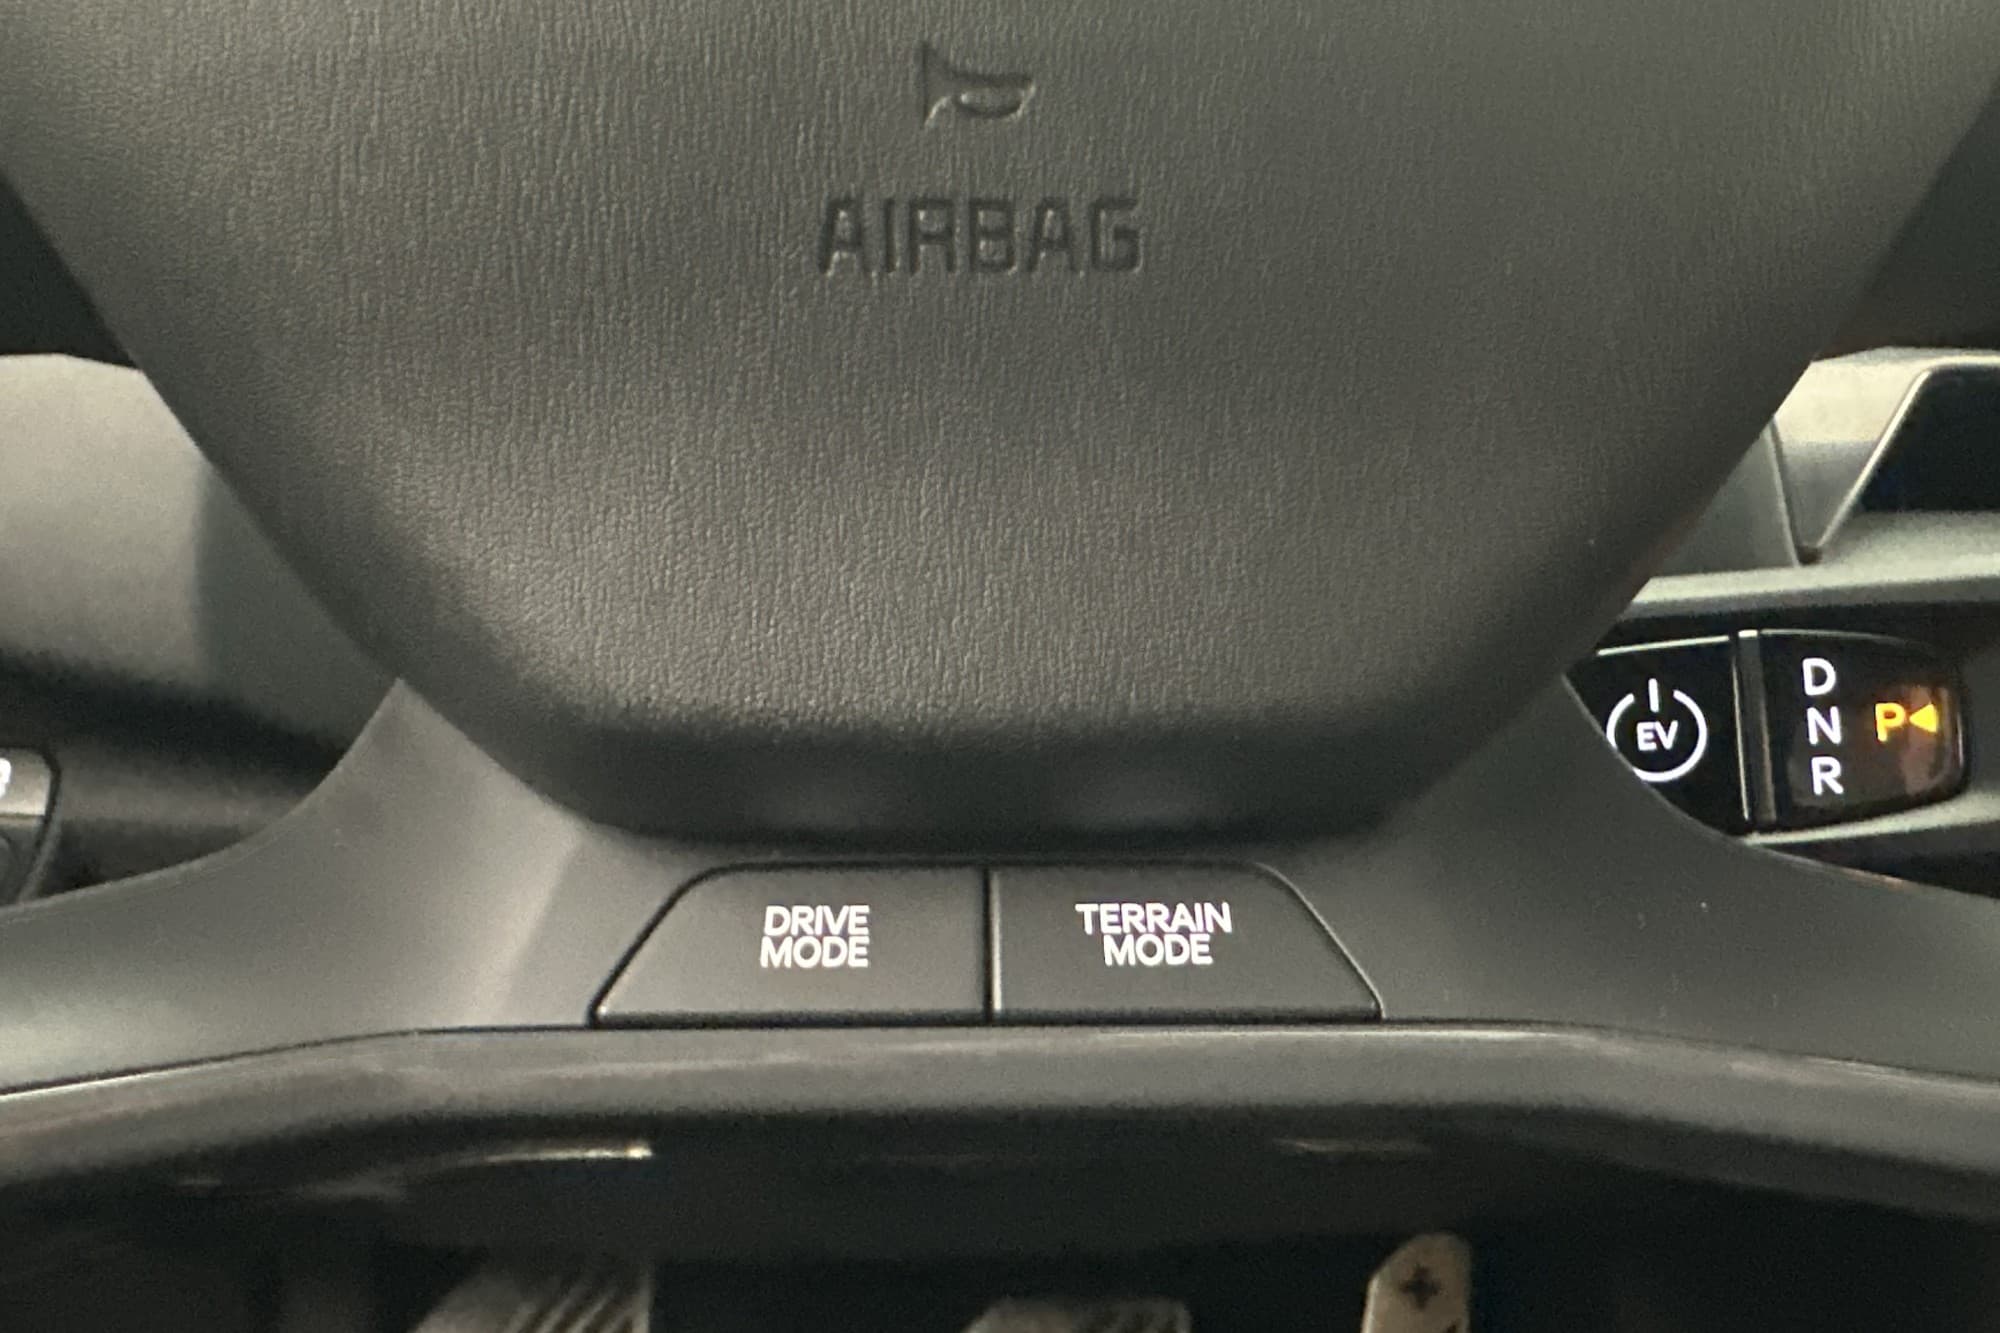 AIRBAG
EV
D
N
R
P
DRIVE
MODE
TERRAIN
MODE
+